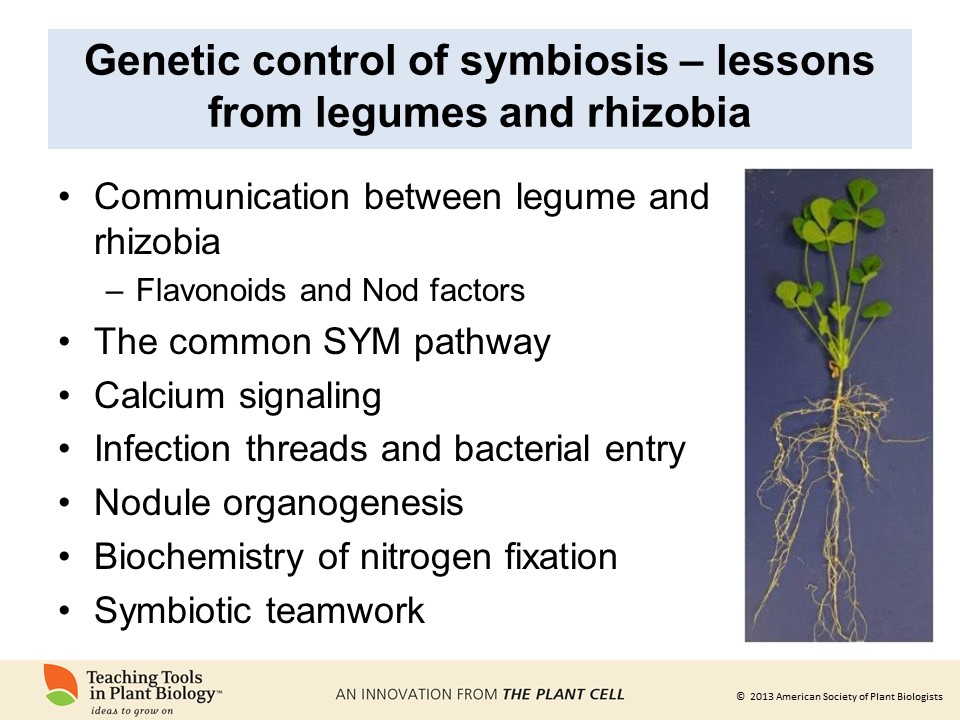 Genetic control of symbiosis – lessons
from legumes and rhizobia
• Communication between legume and
rhizobia
– Flavonoids and Nod factors
• The common SYM pathway
• Calcium signaling
• Infection threads and bacterial entry
• Nodule organogenesis
• Biochemistry of nitrogen fixation
• Symbiotic teamwork
Teaching Tools
in Plant Biology™
ideas to grow on
AN INNOVATION FROM THE PLANT CELL
© 2013 American Society of Plant Biologists